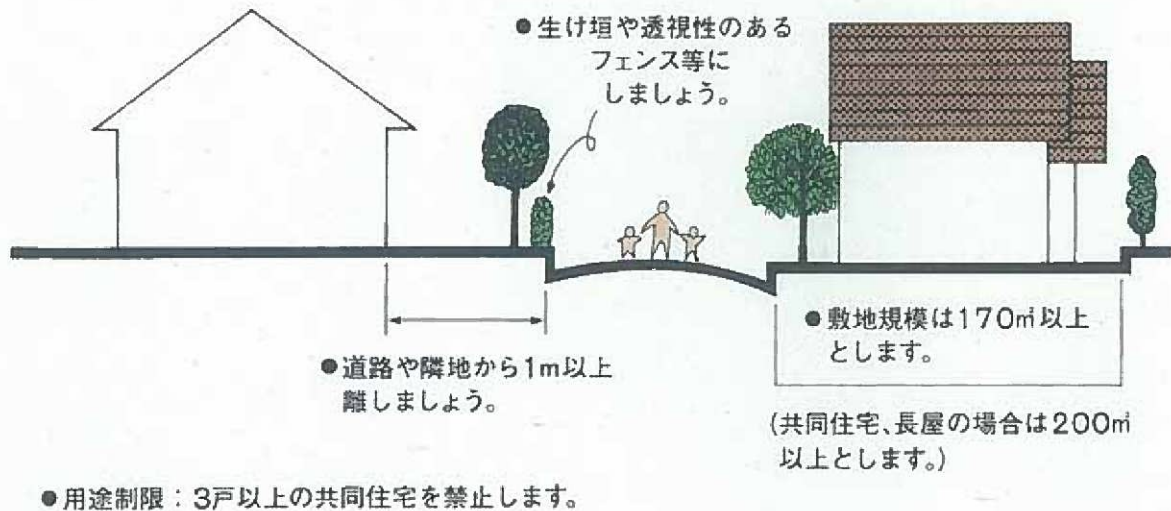 ●生け垣や透視性のある
フェンス等に
しましょう。
●道路や隣地から1m以上
離しましょう。
●敷地規模は170㎡以上
とします。
(共同住宅、長屋の場合は200㎡
以上とします。)
●用途制限：3戸以上の共同住宅を禁止します。